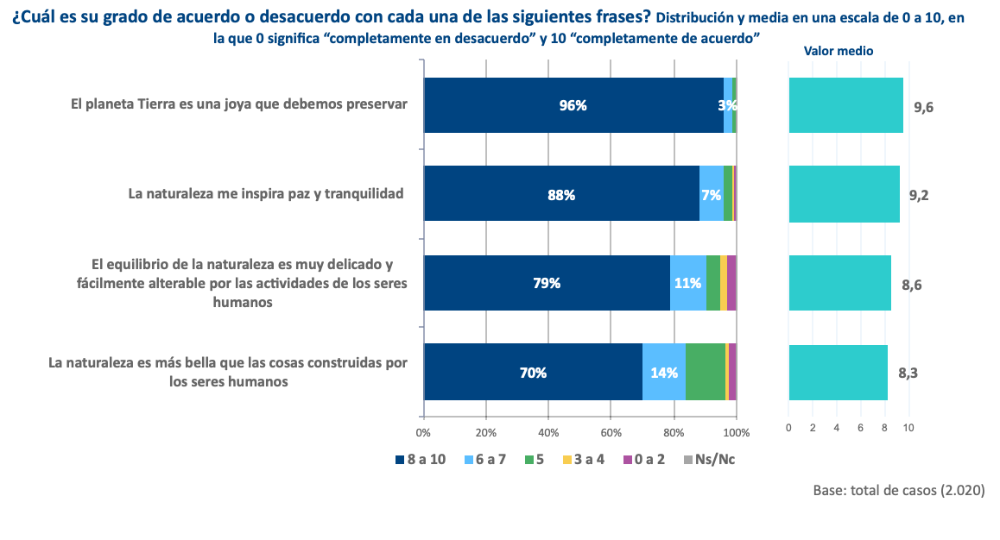 ¿Cuál es su grado de acuerdo o desacuerdo con cada una de las siguientes frases? Distribución y media en una escala de 0 a 10, en
la que 0 significa “completamente en desacuerdo” y 10 “completamente de acuerdo”
Valor medio
El planeta Tierra es una joya que debemos preservar
96%
3%
9,6
La naturaleza me inspira paz y tranquilidad
88%
7%
9,2
El equilibrio de la naturaleza es muy delicado y
fácilmente alterable por las actividades de los seres
humanos
79%
11%
8,6
La naturaleza es más bella que las cosas construidas por
los seres humanos
70%
14%
8,3
0% 20% 40% 60% 80% 100%
0 2 4 6 8 10
8 a 10 6 a 7 5 3 a 4 0 a 2 Ns/Nc
Base: total de casos (2.020)